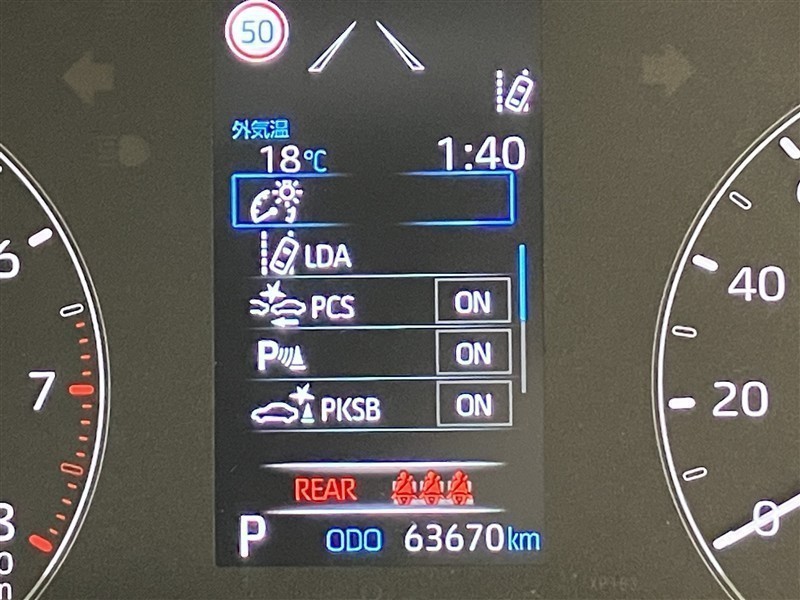 50
外気温
18℃ 1:40
LDA
PCS ON
P ON
PKSB ON
REAR
P ODO 63670km
6
7
8
40
20
0